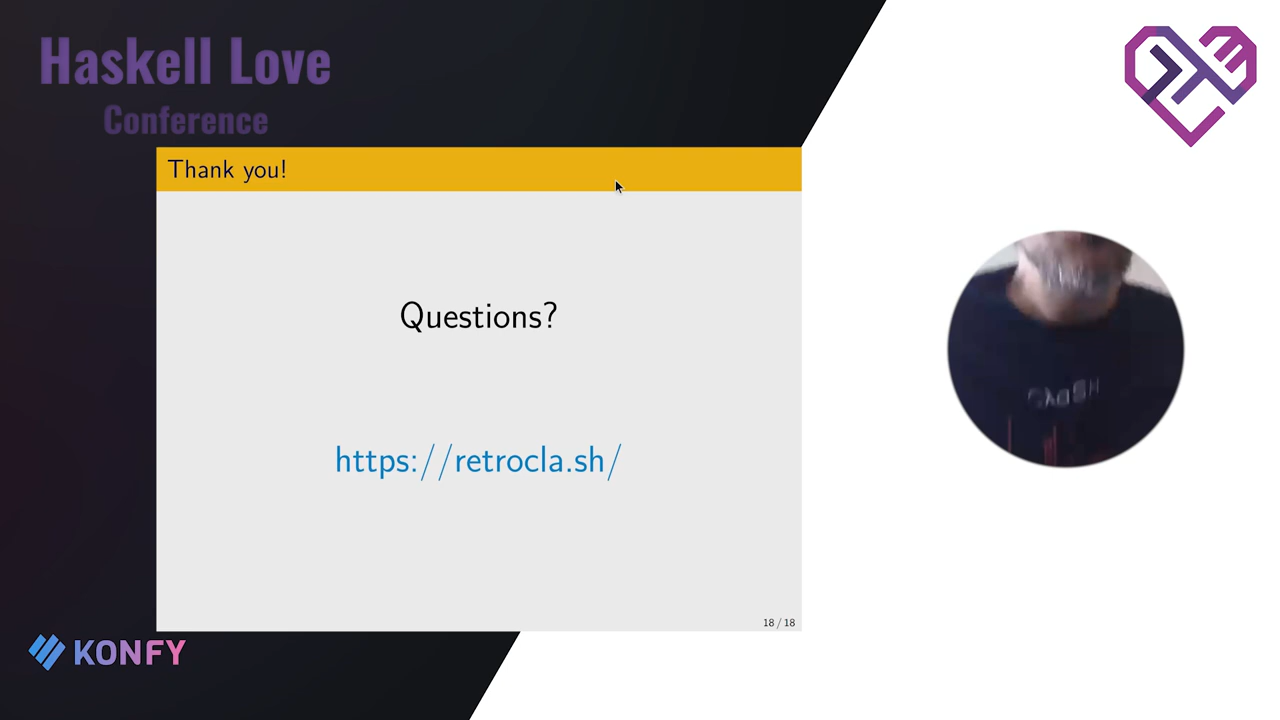 Haskell Love
Conference
Thank you!
Questions?
https://retrocla.sh/
18 / 18
KONFY